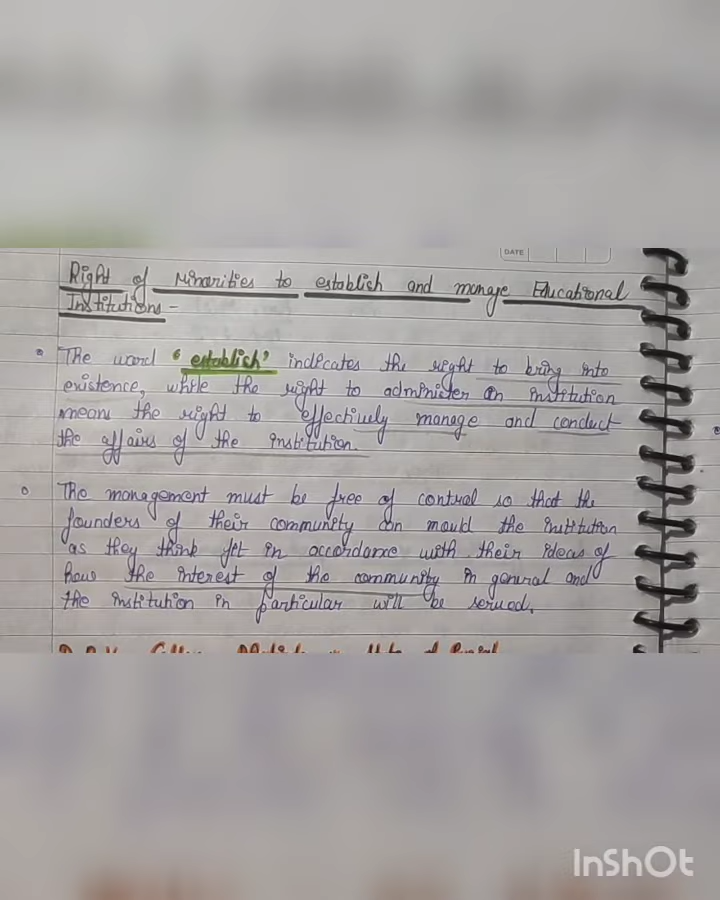 DATE
Right of Minorities to establish and manage Educational
Institutions -
The word "establish" indicates the right to bring into
existence, while the right to administer an institution
means the right to effectively manage and conduct
the affairs of the institution.
The management must be free of control so that the
founders of their community can mould the institution
as they think fit in accordance with their ideas of
how the interest of the community in general and
the institution in particular will be served.
InShOt